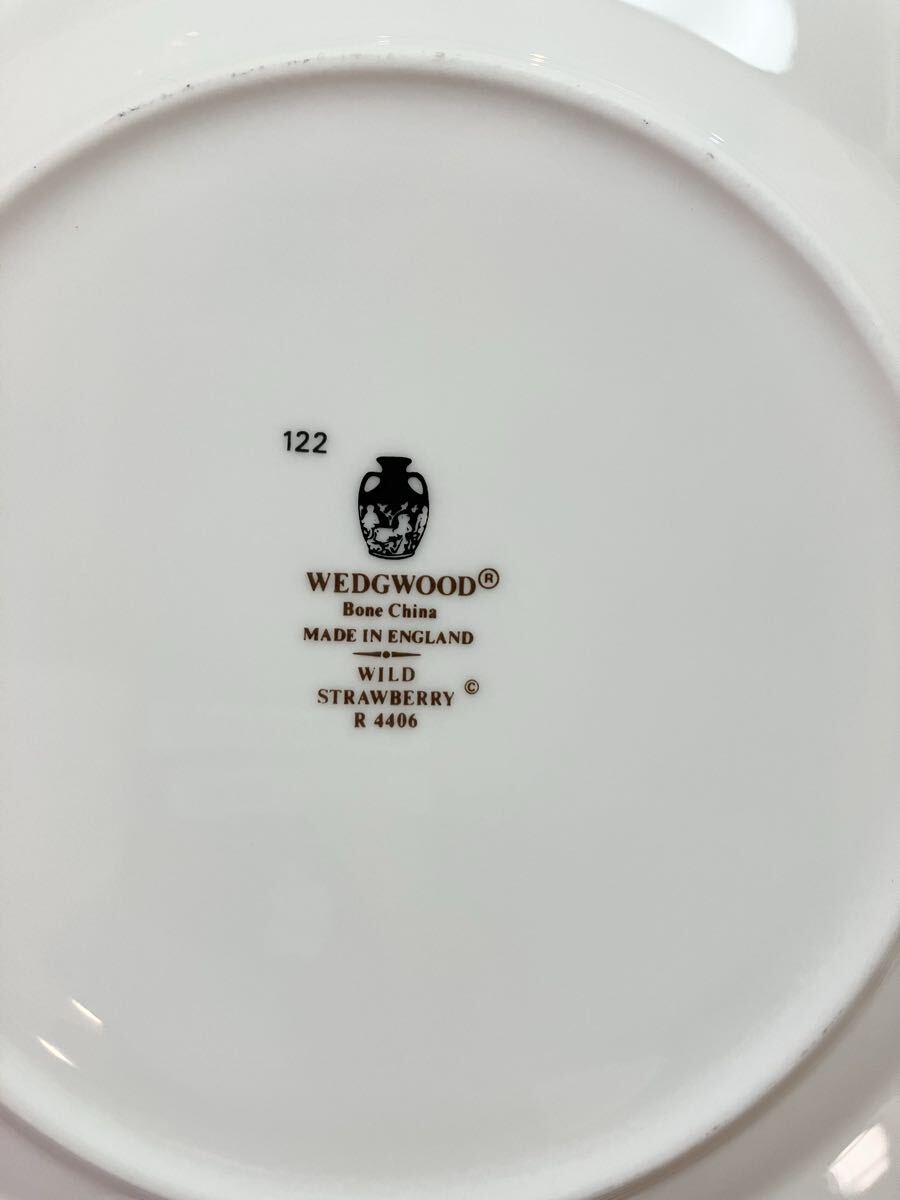 122
WEDGWOOD®
Bone China
MADE IN ENGLAND
WILD
STRAWBERRY ©
R 4406